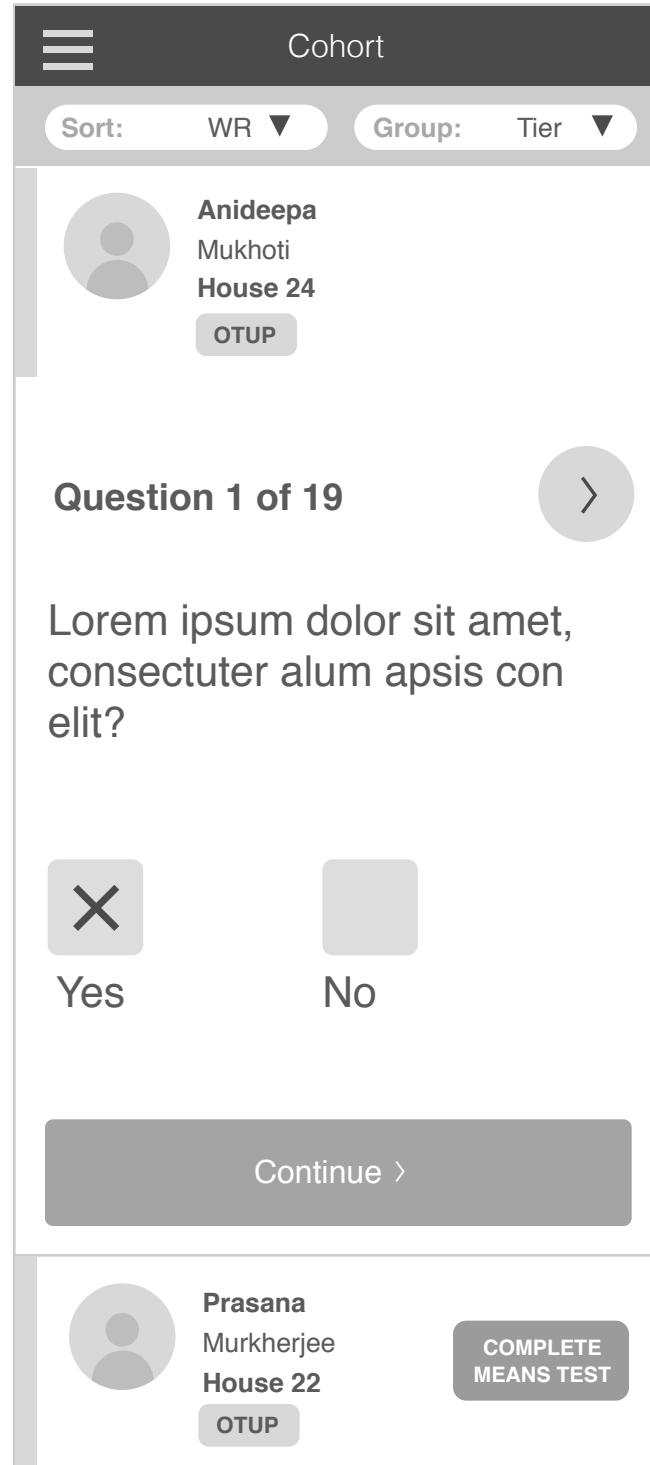 Cohort
Sort: WR ▼ Group: Tier ▼
Anideepa
Mukhoti
House 24
OTUP
Question 1 of 19
Lorem ipsum dolor sit amet,
consectuter alum apsis con
elit?
Yes No
Continue 〉
Prasana
Murkherjee
House 22
OTUP
COMPLETE
MEANS TEST